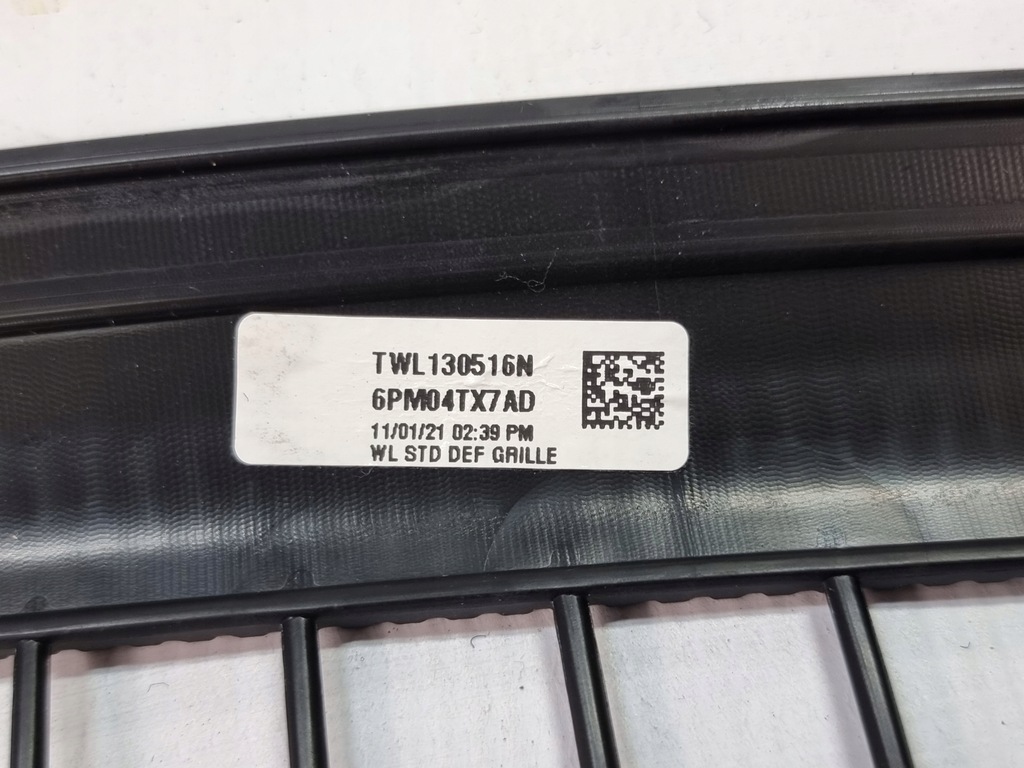 TWL130516N
6PM04TX7AD
11/01/21 02:39 PM
WL STD DEF GRILLE